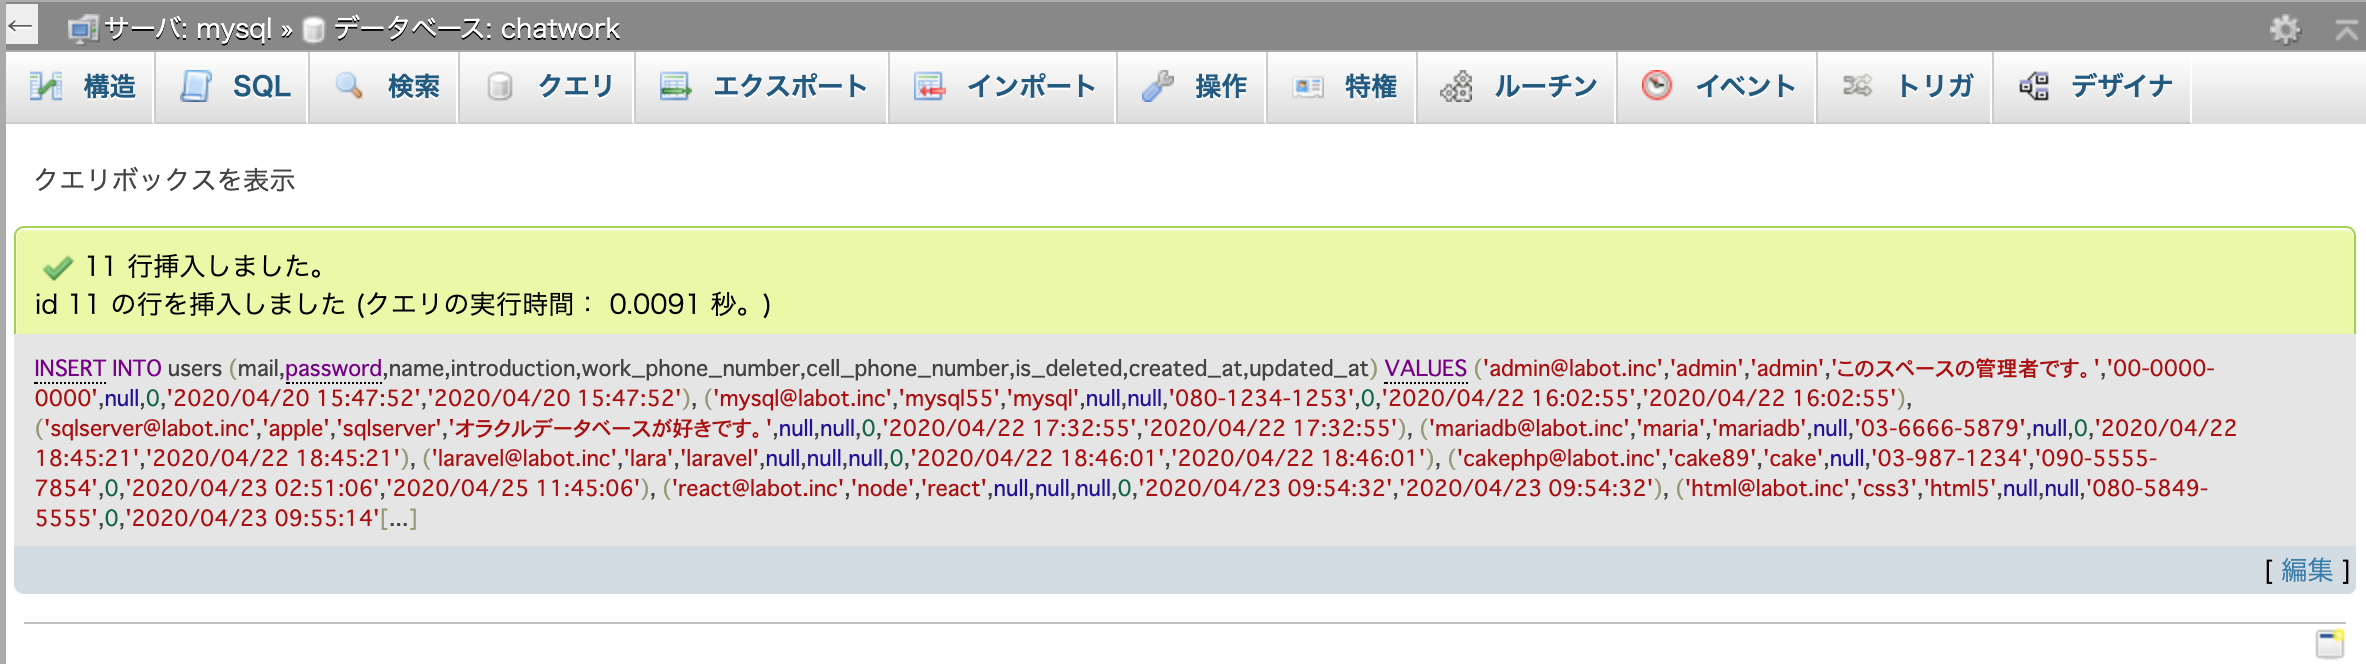 ← サーバ: mysql » データベース: chatwork
構造 SQL 検索 クエリ エクスポート インポート 操作 特権 ルーチン イベント トリガ デザイナ
クエリボックスを表示
11 行挿入しました。
id 11 の行を挿入しました (クエリの実行時間： 0.0091 秒。)
INSERT INTO users (mail,password,name,introduction,work_phone_number,cell_phone_number,is_deleted,created_at,updated_at) VALUES ('admin@labot.inc','admin','admin','このスペースの管理者です。','00-0000-
0000',null,0,'2020/04/20 15:47:52','2020/04/20 15:47:52'), ('mysql@labot.inc','mysql55','mysql',null,null,'080-1234-1253',0,'2020/04/22 16:02:55','2020/04/22 16:02:55'),
('sqlserver@labot.inc','apple','sqlserver','オラクルデータベースが好きです。',null,null,0,'2020/04/22 17:32:55','2020/04/22 17:32:55'), ('mariadb@labot.inc','maria','mariadb',null,'03-6666-5879',null,0,'2020/04/22
18:45:21','2020/04/22 18:45:21'), ('laravel@labot.inc','lara','laravel',null,null,null,0,'2020/04/22 18:46:01','2020/04/22 18:46:01'), ('cakephp@labot.inc','cake89','cake',null,'03-987-1234','090-5555-
7854',0,'2020/04/23 02:51:06','2020/04/25 11:45:06'), ('react@labot.inc','node','react',null,null,null,0,'2020/04/23 09:54:32','2020/04/23 09:54:32'), ('html@labot.inc','css3','html5',null,null,'080-5849-
5555',0,'2020/04/23 09:55:14'[...]
[ 編集 ]